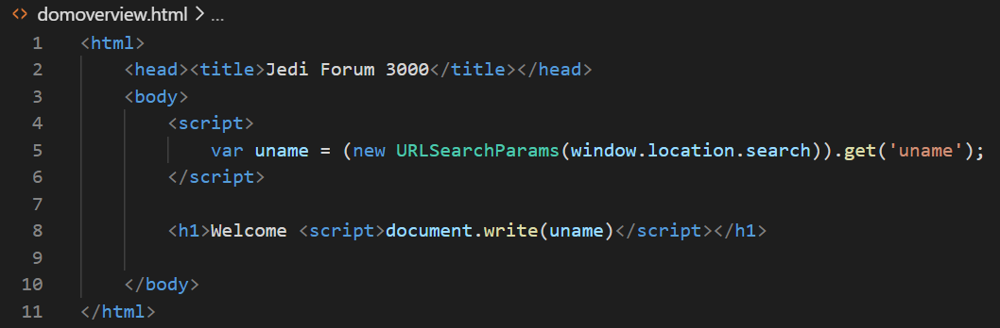 <> domoverview.html > ...
1 <html>
2 <head><title>Jedi Forum 3000</title></head>
3 <body>
4 <script>
5 var uname = (new URLSearchParams(window.location.search)).get('uname');
6 </script>
7
8 <h1>Welcome <script>document.write(uname)</script></h1>
9
10 </body>
11 </html>